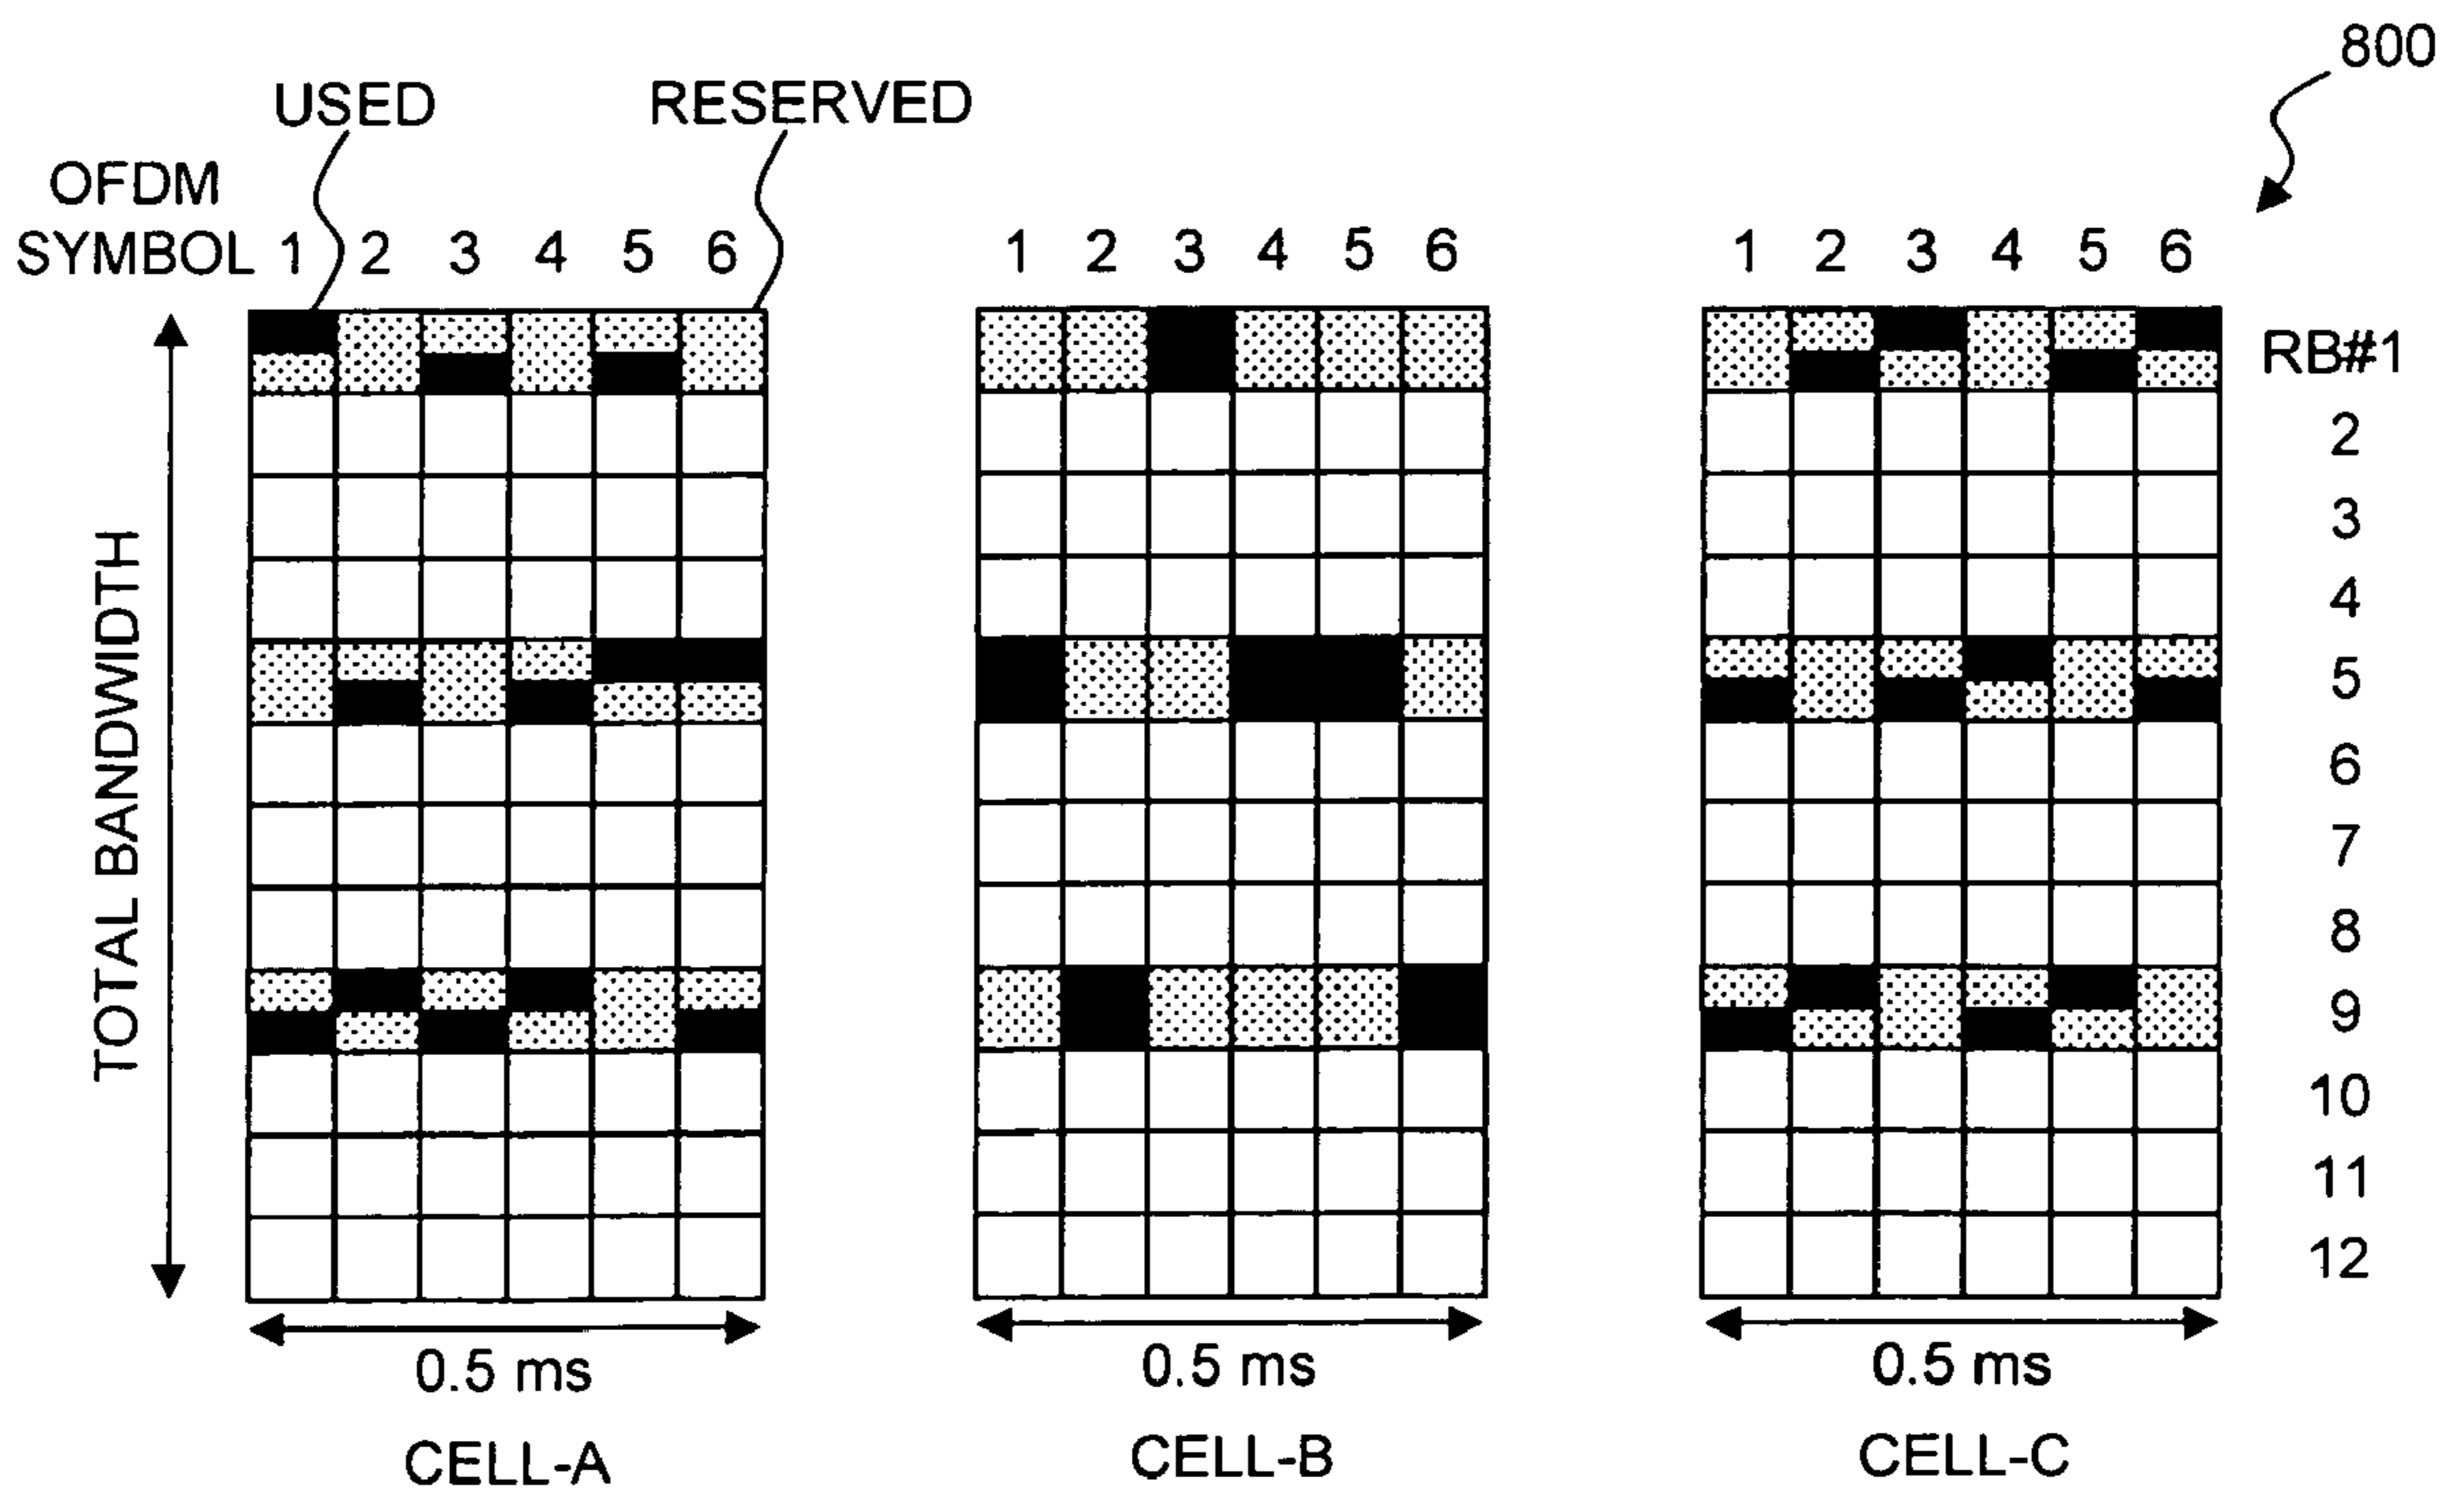 800
USED RESERVED
OFDM
SYMBOL 1 2 3 4 5 6
1 2 3 4 5 6
1 2 3 4 5 6
TOTAL BANDWIDTH
RB#1
2
3
4
5
6
7
8
9
10
11
12
0.5 ms
0.5 ms
0.5 ms
CELL-A
CELL-B
CELL-C